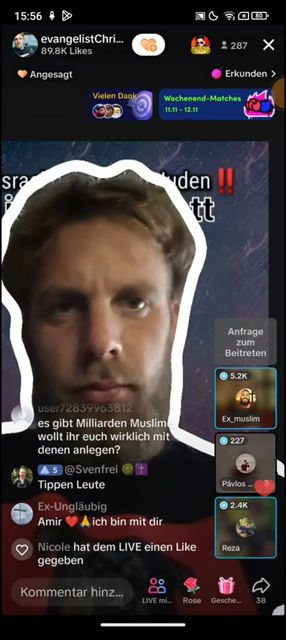 15:56
80
evangelistChri...
89.8K Likes
287
Angesagt
Erkunden
Vielen Dank
Wochenend-Matches
11.11 - 12.11
Anfrage
zum
Beitreten
5.2K
Ex_muslim
user72839963812
es gibt Milliarden Muslime
wollt ihr euch wirklich mit
denen anlegen?
227
Pávlos ...
5 @Svenfrei
Tippen Leute
2.4K
Reza
Ex-Ungläubig
Amir ❤️🙏ich bin mit dir
Nicole hat dem LIVE einen Like
gegeben
Kommentar hinz...
LIVE mi...
Rose
Gesche...
38